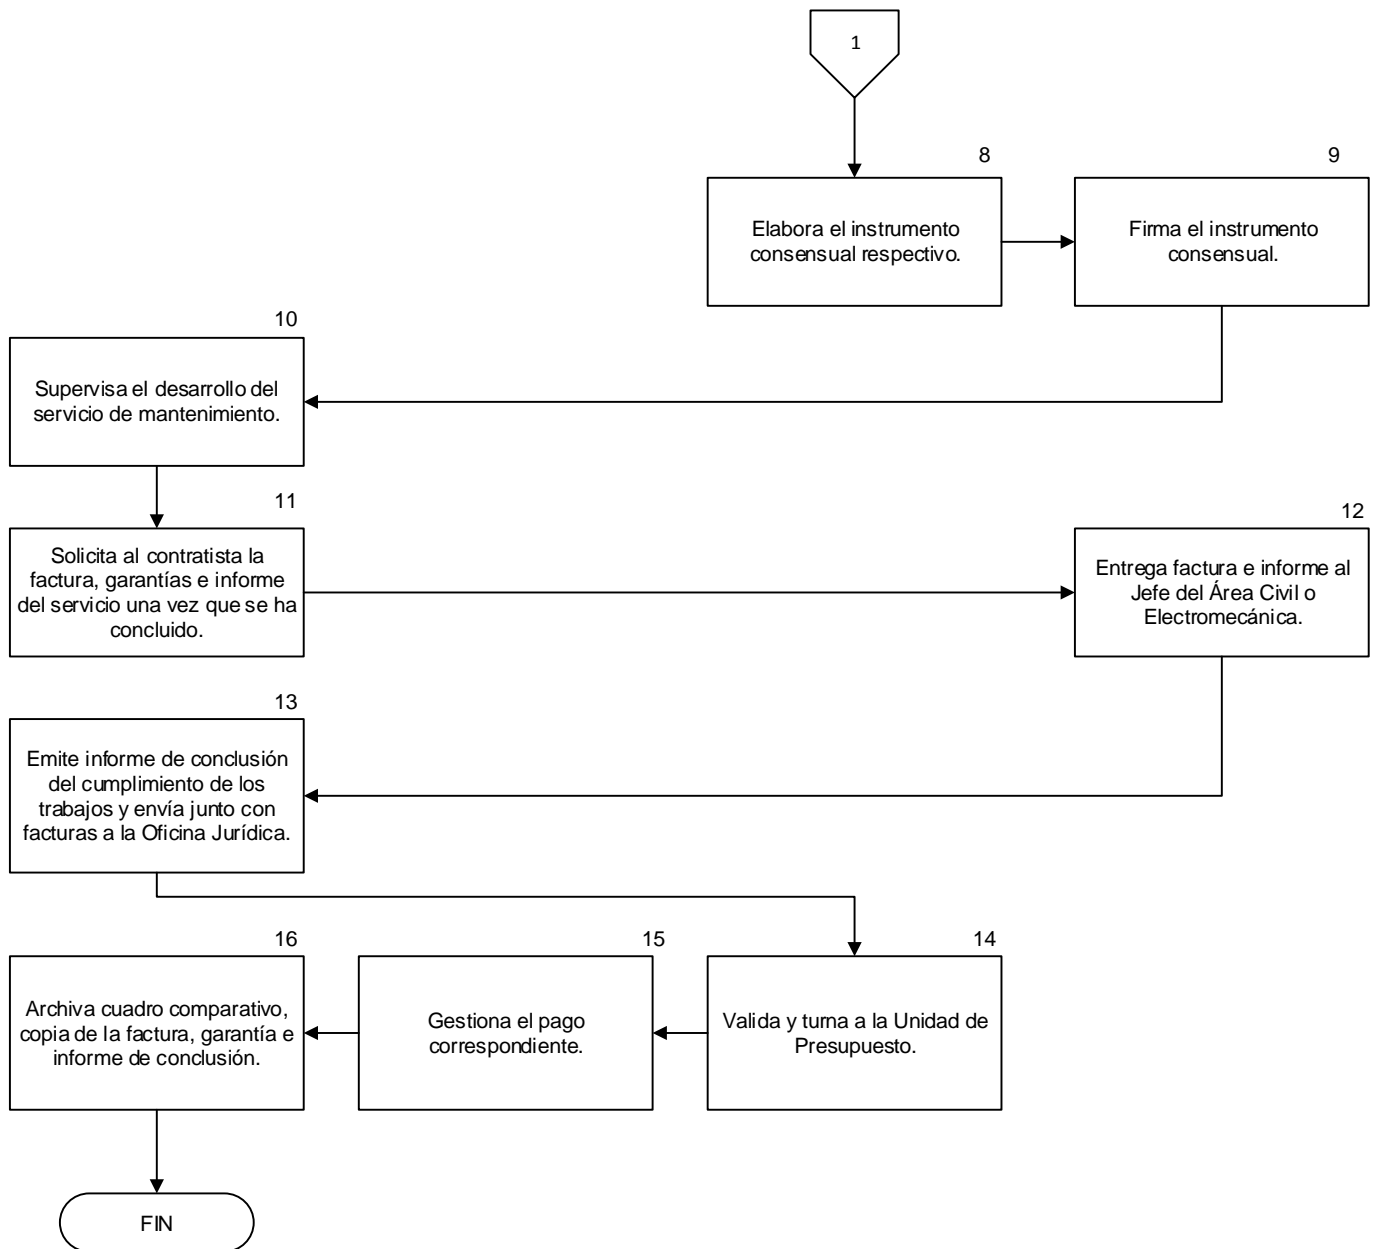 1
8
Elabora el instrumento
consensual respectivo.
9
Firma el instrumento
consensual.
10
Supervisa el desarrollo del
servicio de mantenimiento.
11
Solicita al contratista la
factura, garantías e informe
del servicio una vez que se ha
concluido.
12
Entrega factura e informe al
Jefe del Área Civil o
Electromecánica.
13
Emite informe de conclusión
del cumplimiento de los
trabajos y envía junto con
facturas a la Oficina Jurídica.
14
Valida y turna a la Unidad de
Presupuesto.
15
Gestiona el pago
correspondiente.
16
Archiva cuadro comparativo,
copia de la factura, garantía e
informe de conclusión.
FIN